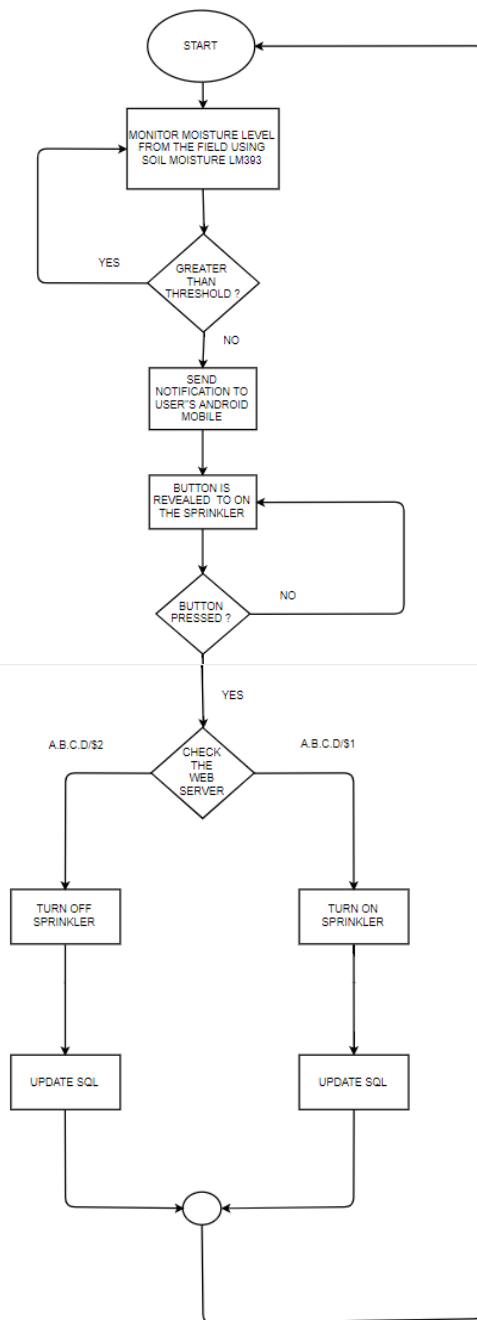 START
MONITOR MOISTURE LEVEL
FROM THE FIELD USING
SOIL MOISTURE LM393
YES
GREATER
THAN
THRESHOLD ?
NO
SEND
NOTIFICATION TO
USER"S ANDROID
MOBILE
BUTTON IS
REVEALED TO ON
THE SPRINKLER
BUTTON
PRESSED ?
NO
YES
A.B.C.D/$2
A.B.C.D/$1
CHECK
THE
WEB
SERVER
TURN OFF
SPRINKLER
TURN ON
SPRINKLER
UPDATE SQL
UPDATE SQL